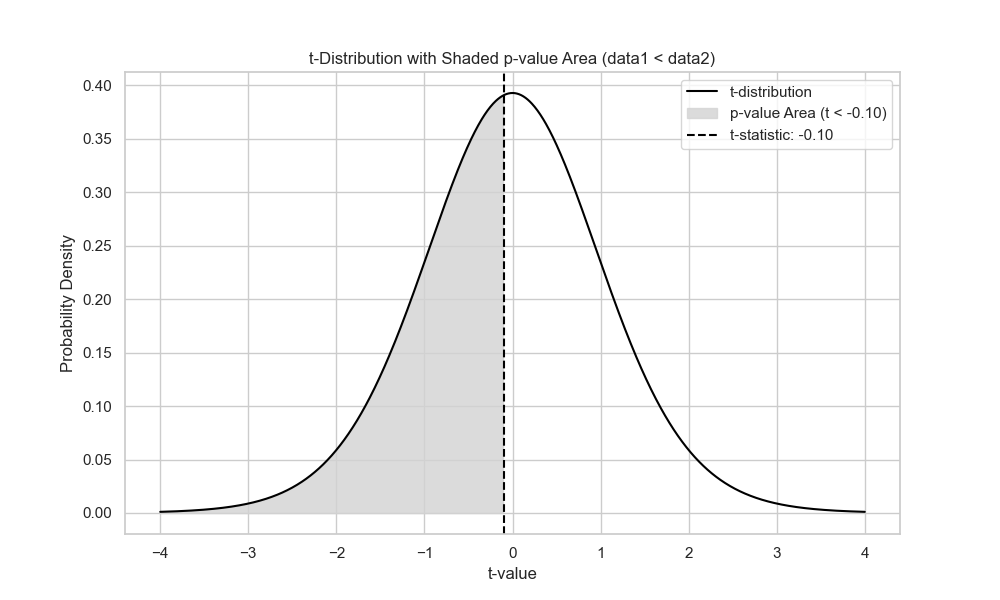 t-Distribution with Shaded p-value Area (data1 < data2)
t-distribution
p-value Area (t < -0.10)
t-statistic: -0.10
Probability Density
0.40
0.35
0.30
0.25
0.20
0.15
0.10
0.05
0.00
−4 −3 −2 −1 0 1 2 3 4
t-value